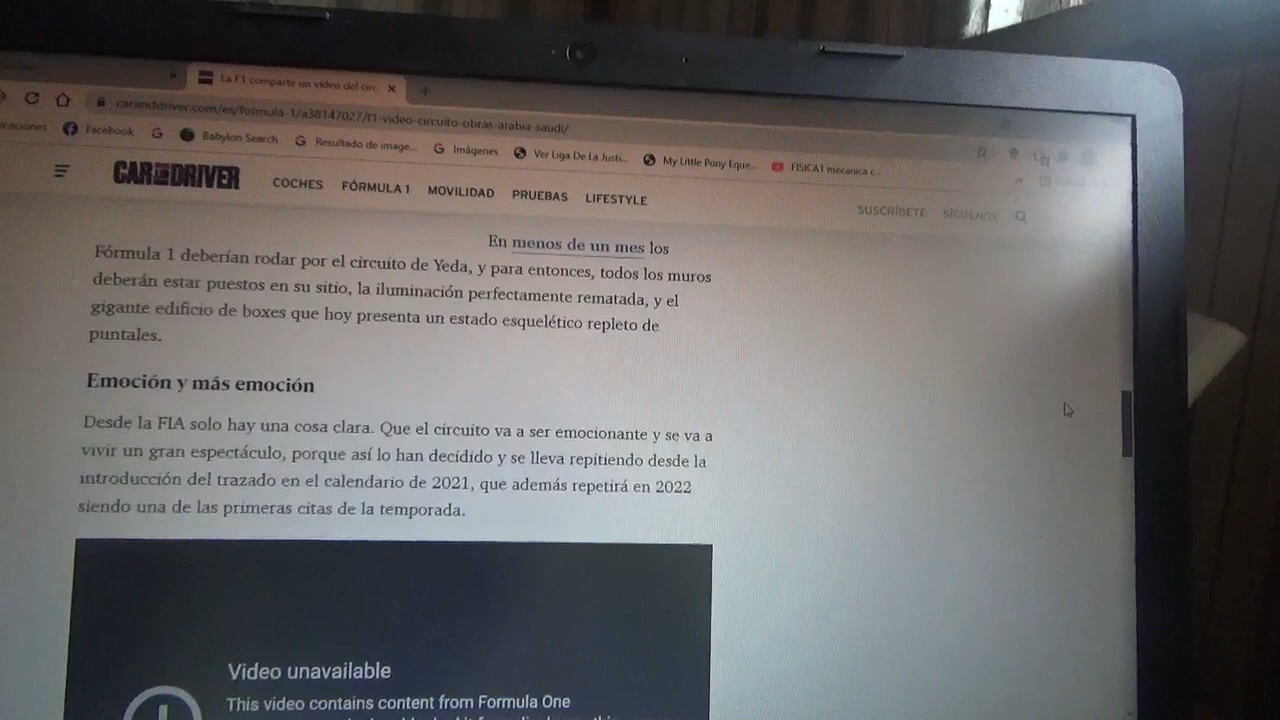 La F1 comparte un vídeo del circ
caranddriver.com/es/formula-1/a38147027/f1-video-circuito-obras-arabia-saudi/
Facebook
Babylon Search
Resultado de image...
Imágenes
Ver Liga De La Justi...
My Little Pony Eque...
FISICA1 mecanica c...
CAR AND DRIVER
COCHES
FÓRMULA 1
MOVILIDAD
PRUEBAS
LIFESTYLE
SUSCRÍBETE
SÍGUENOS
En menos de un mes los
Fórmula 1 deberían rodar por el circuito de Yeda, y para entonces, todos los muros
deberán estar puestos en su sitio, la iluminación perfectamente rematada, y el
gigante edificio de boxes que hoy presenta un estado esquelético repleto de
puntales.
Emoción y más emoción
Desde la FIA solo hay una cosa clara. Que el circuito va a ser emocionante y se va a
vivir un gran espectáculo, porque así lo han decidido y se lleva repitiendo desde la
introducción del trazado en el calendario de 2021, que además repetirá en 2022
siendo una de las primeras citas de la temporada.
Video unavailable
This video contains content from Formula One